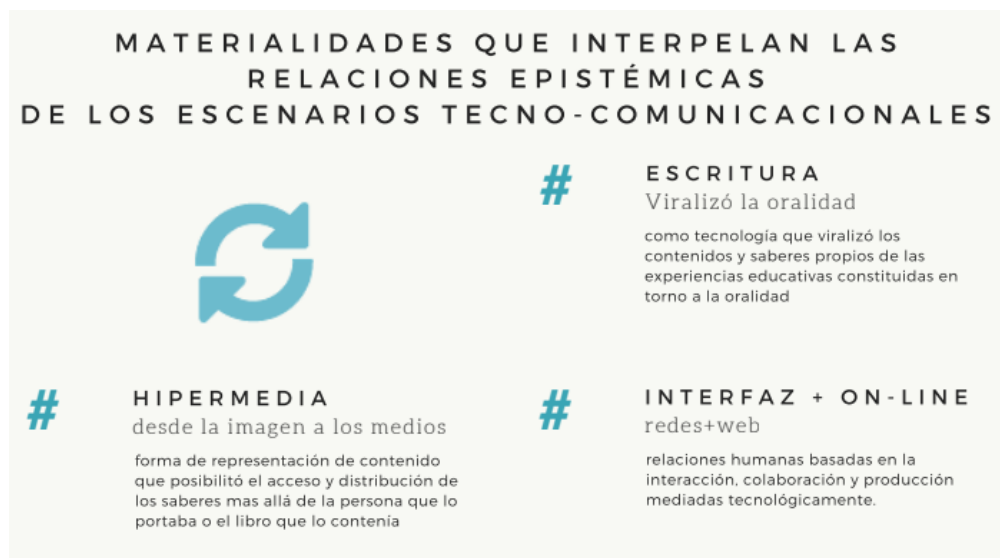 MATERIALIDADES QUE INTERPELAN LAS
RELACIONES EPISTÉMICAS
DE LOS ESCENARIOS TECNO-COMUNICACIONALES
#
ESCRITURA
Viralizó la oralidad
como tecnología que viralizó los
contenidos y saberes propios de las
experiencias educativas constituidas en
torno a la oralidad
#
HIPERMEDIA
desde la imagen a los medios
forma de representación de contenido
que posibilitó el acceso y distribución de
los saberes mas allá de la persona que lo
portaba o el libro que lo contenía
#
INTERFAZ + ON-LINE
redes+web
relaciones humanas basadas en la
interacción, colaboración y producción
mediadas tecnológicamente.